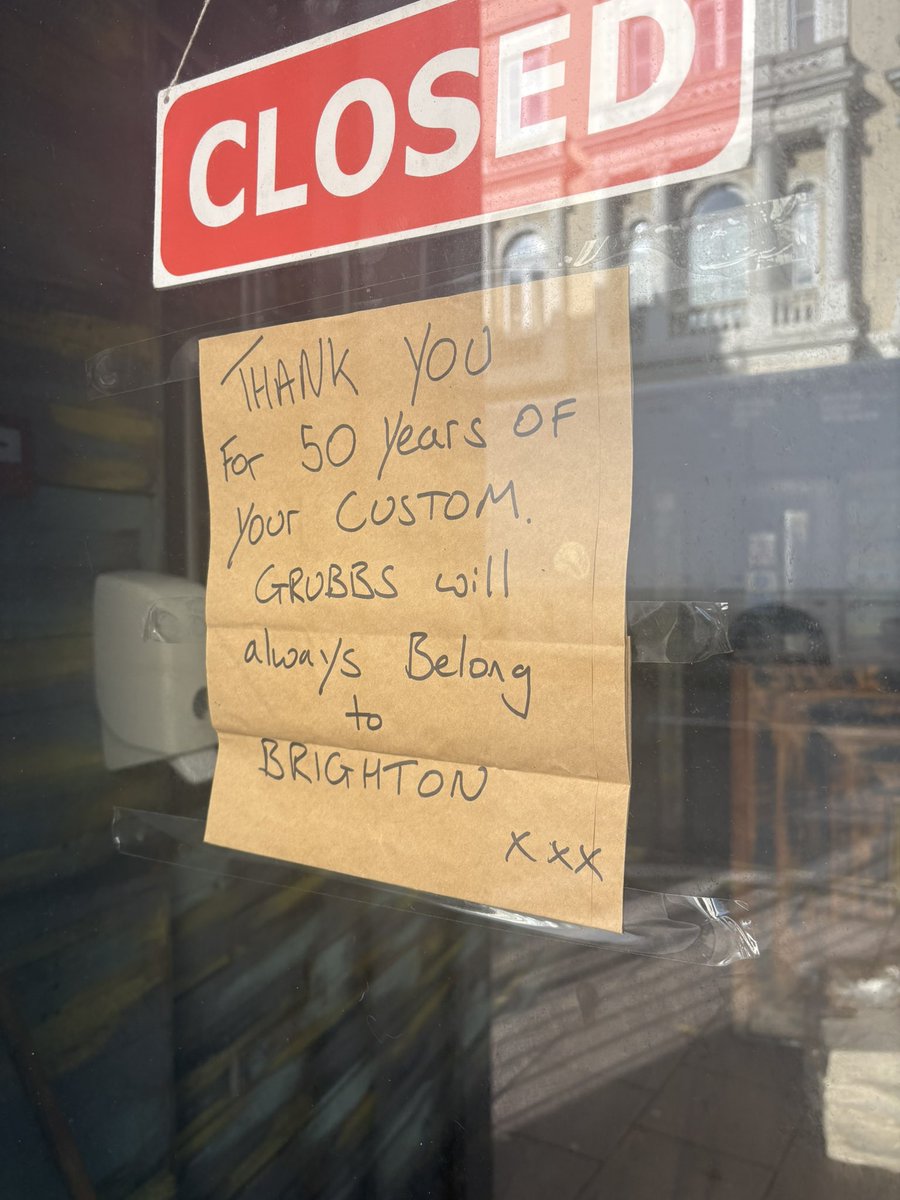 CLOSED
THANK YOU
For 50 years OF
your CUSTOM.
GRUBBS will
always Belong
to
BRIGHTON
xxx